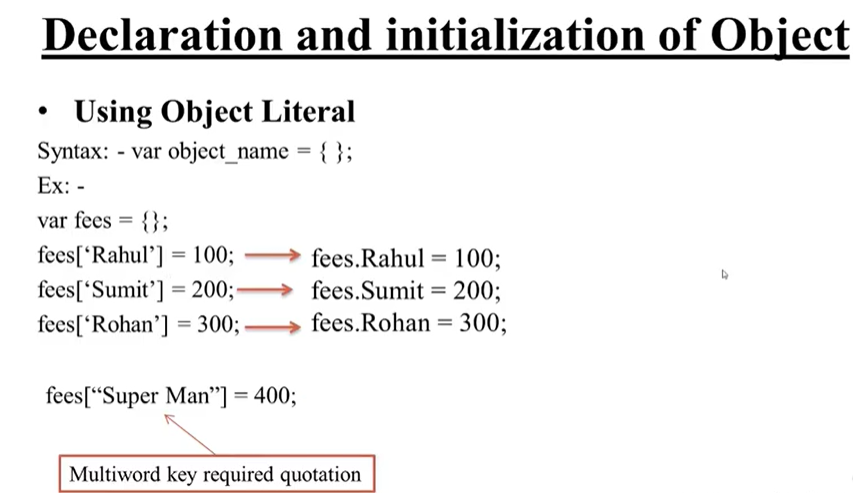 Declaration and initialization of Object
• Using Object Literal
Syntax: - var object_name = { };
Ex: -
var fees = {};
fees[‘Rahul’] = 100; fees.Rahul = 100;
fees[‘Sumit’] = 200; fees.Sumit = 200;
fees[‘Rohan’] = 300; fees.Rohan = 300;
fees[“Super Man”] = 400;
Multiword key required quotation